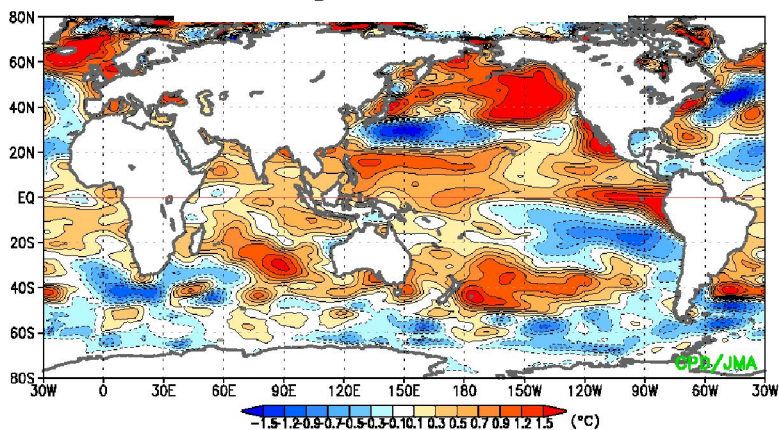 80N
60N
40N
20N
EQ
20S
40S
60S
80S
CPD/JMA
30W 0 30E 60E 90E 120E 150E 180 150W 120W 90W 60W 30W
-1.5-1.2-0.9-0.7-0.5-0.3-0.10.1 0.3 0.5 0.7 0.9 1.2 1.5 (°C)